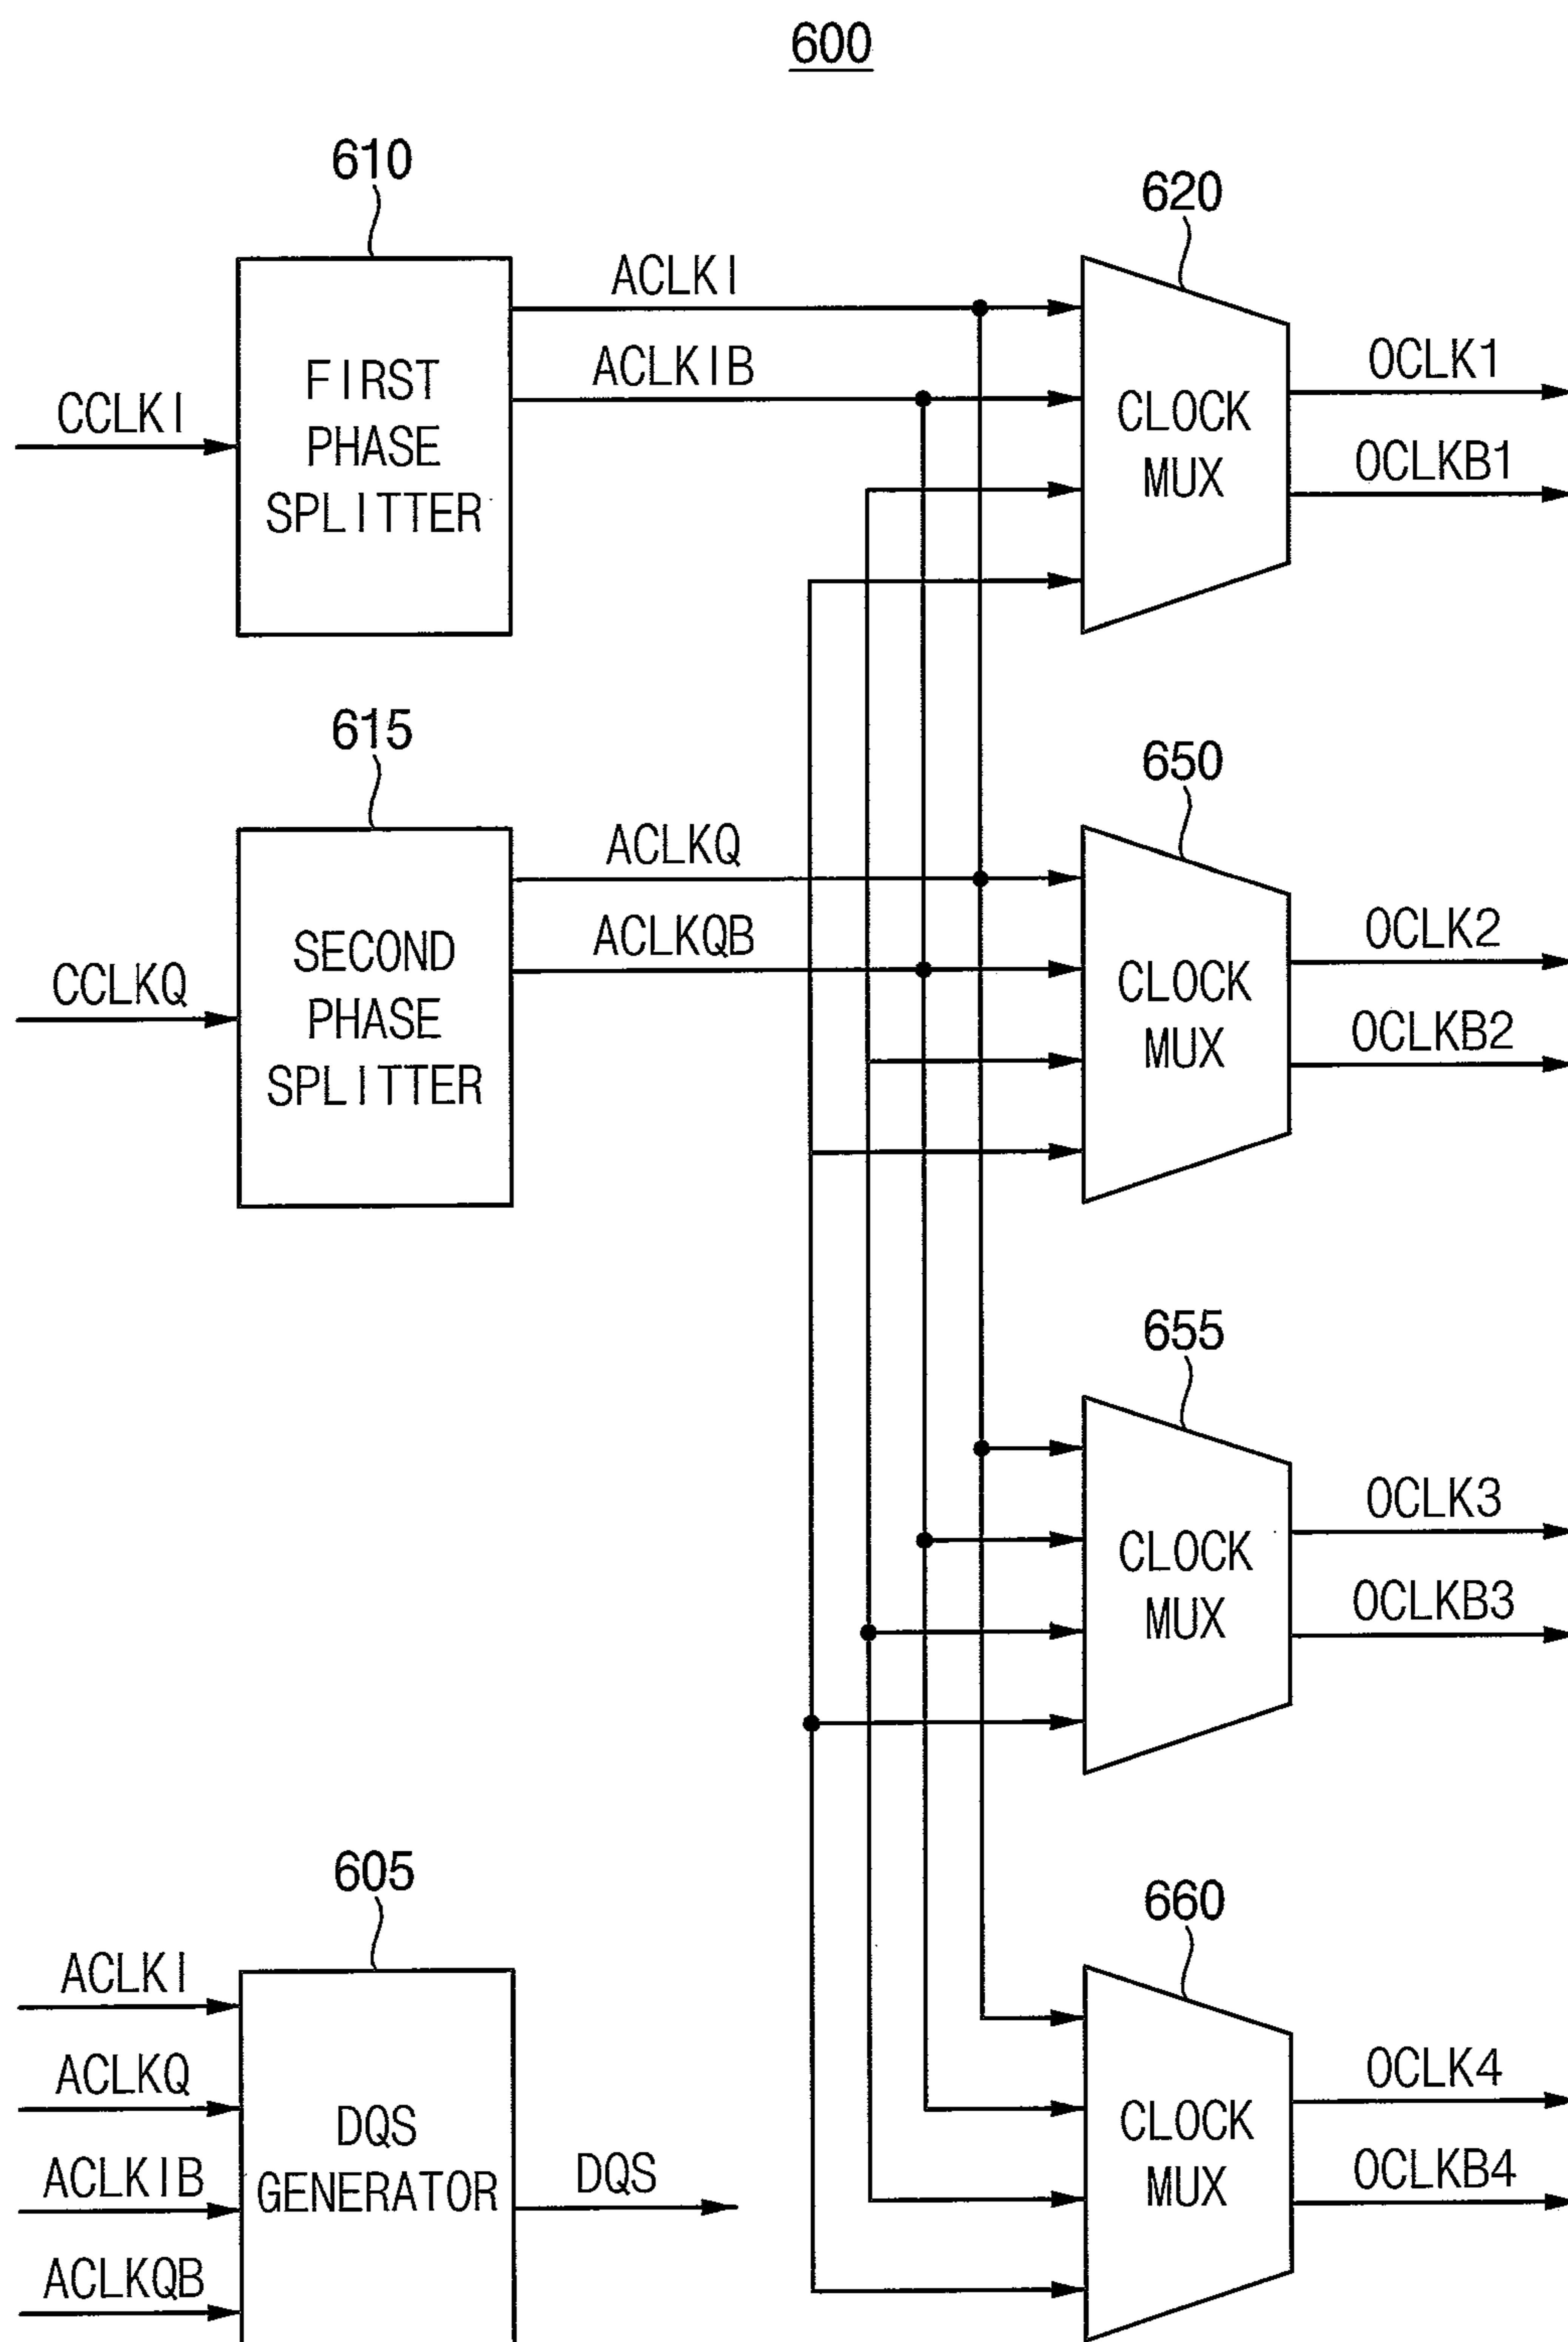 600
610
620
ACLKI
ACLKIB
CCLKI
FIRST
PHASE
SPLITTER
CLOCK
MUX
OCLK1
OCLKB1
615
650
ACLKQ
ACLKQB
CCLKQ
SECOND
PHASE
SPLITTER
CLOCK
MUX
OCLK2
OCLKB2
655
CLOCK
MUX
OCLK3
OCLKB3
605
660
ACLKI
ACLKQ
ACLKIB
ACLKQB
DQS
GENERATOR
DQS
CLOCK
MUX
OCLK4
OCLKB4